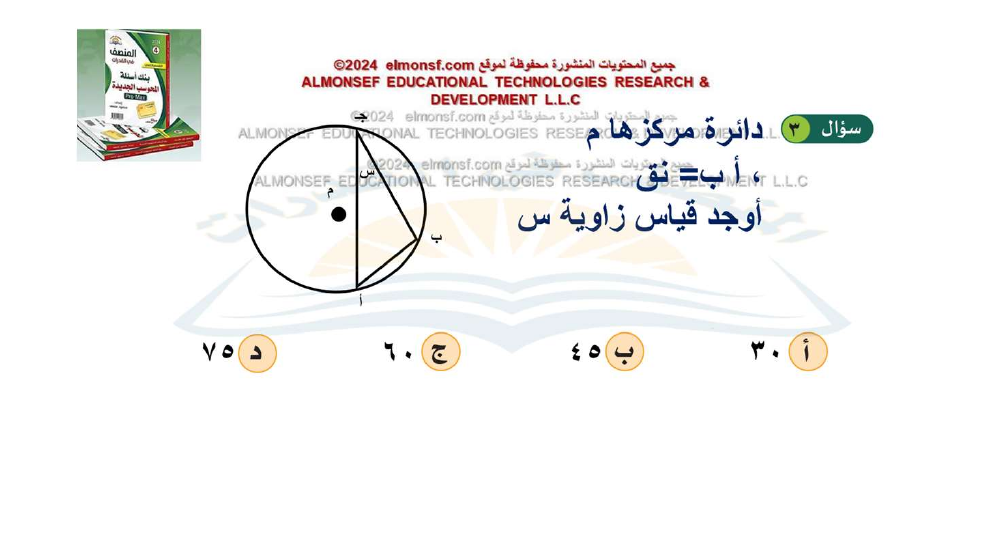 المنصف
في القدرات
بنك أسئلة
المحوسب الجديدة
Pro Max
4
جميع المحتويات المنشورة محفوظة لموقع elmonsf.com 2024©
ALMONSEF EDUCATIONAL TECHNOLOGIES RESEARCH &
DEVELOPMENT L.L.C
جميع المحتويات المنشورة محفوظة لموقع elmonsf.com 2024©
ALMONSEF EDUCATIONAL TECHNOLOGIES RESEARCH & DEVELOPMENT L.L.C
سؤال ٣
دائرة مركزها م
جميع المحتويات المنشورة محفوظة لموقع elmonsf.com 2024©
ALMONSEF EDUCATIONAL TECHNOLOGIES RESEARCH & DEVELOPMENT L.L.C
، أ ب= نق
أوجد قياس زاوية س
جـ
س
م
ب
أ
أ ٣٠
ب ٤٥
ج ٦٠
د ٧٥